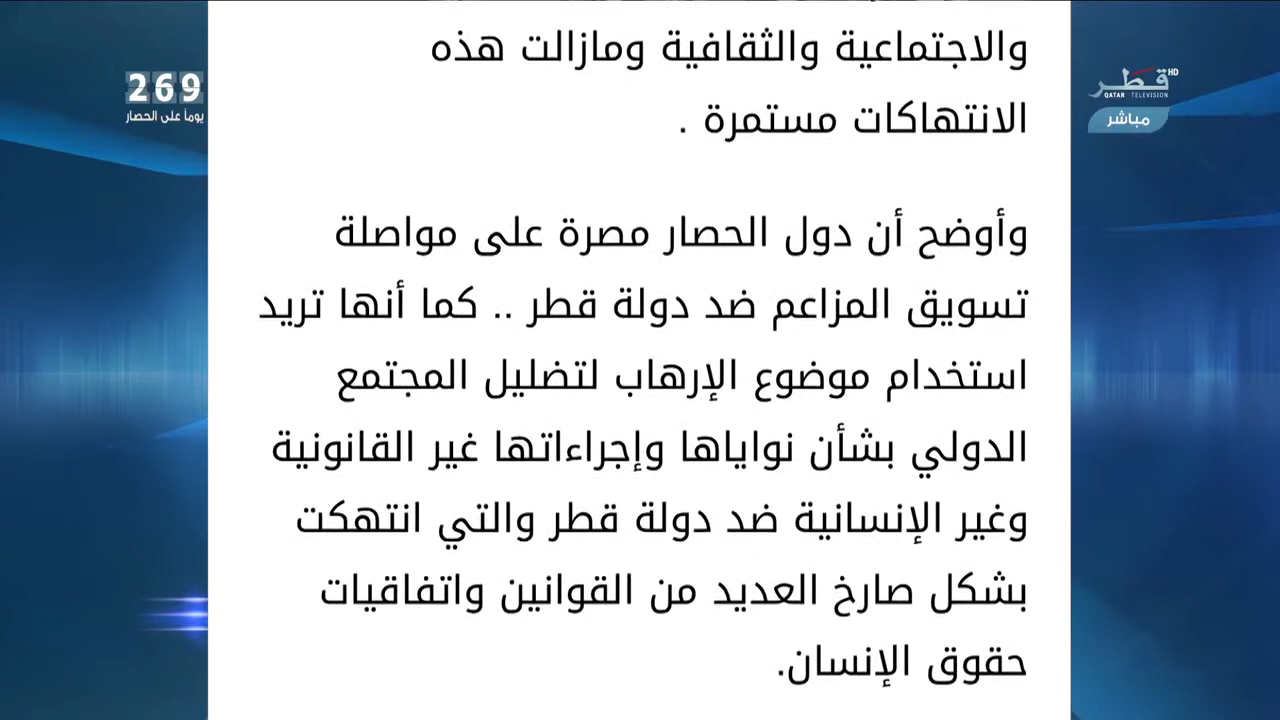 والاجتماعية والثقافية ومازالت هذه
الانتهاكات مستمرة .
وأوضح أن دول الحصار مصرة على مواصلة
تسويق المزاعم ضد دولة قطر .. كما أنها تريد
استخدام موضوع الإرهاب لتضليل المجتمع
الدولي بشأن نواياها وإجراءاتها غير القانونية
وغير الإنسانية ضد دولة قطر والتي انتهكت
بشكل صارخ العديد من القوانين واتفاقيات
حقوق الإنسان.
269
يوماً على الحصار
قطر HD
QATAR TELEVISION
مباشر